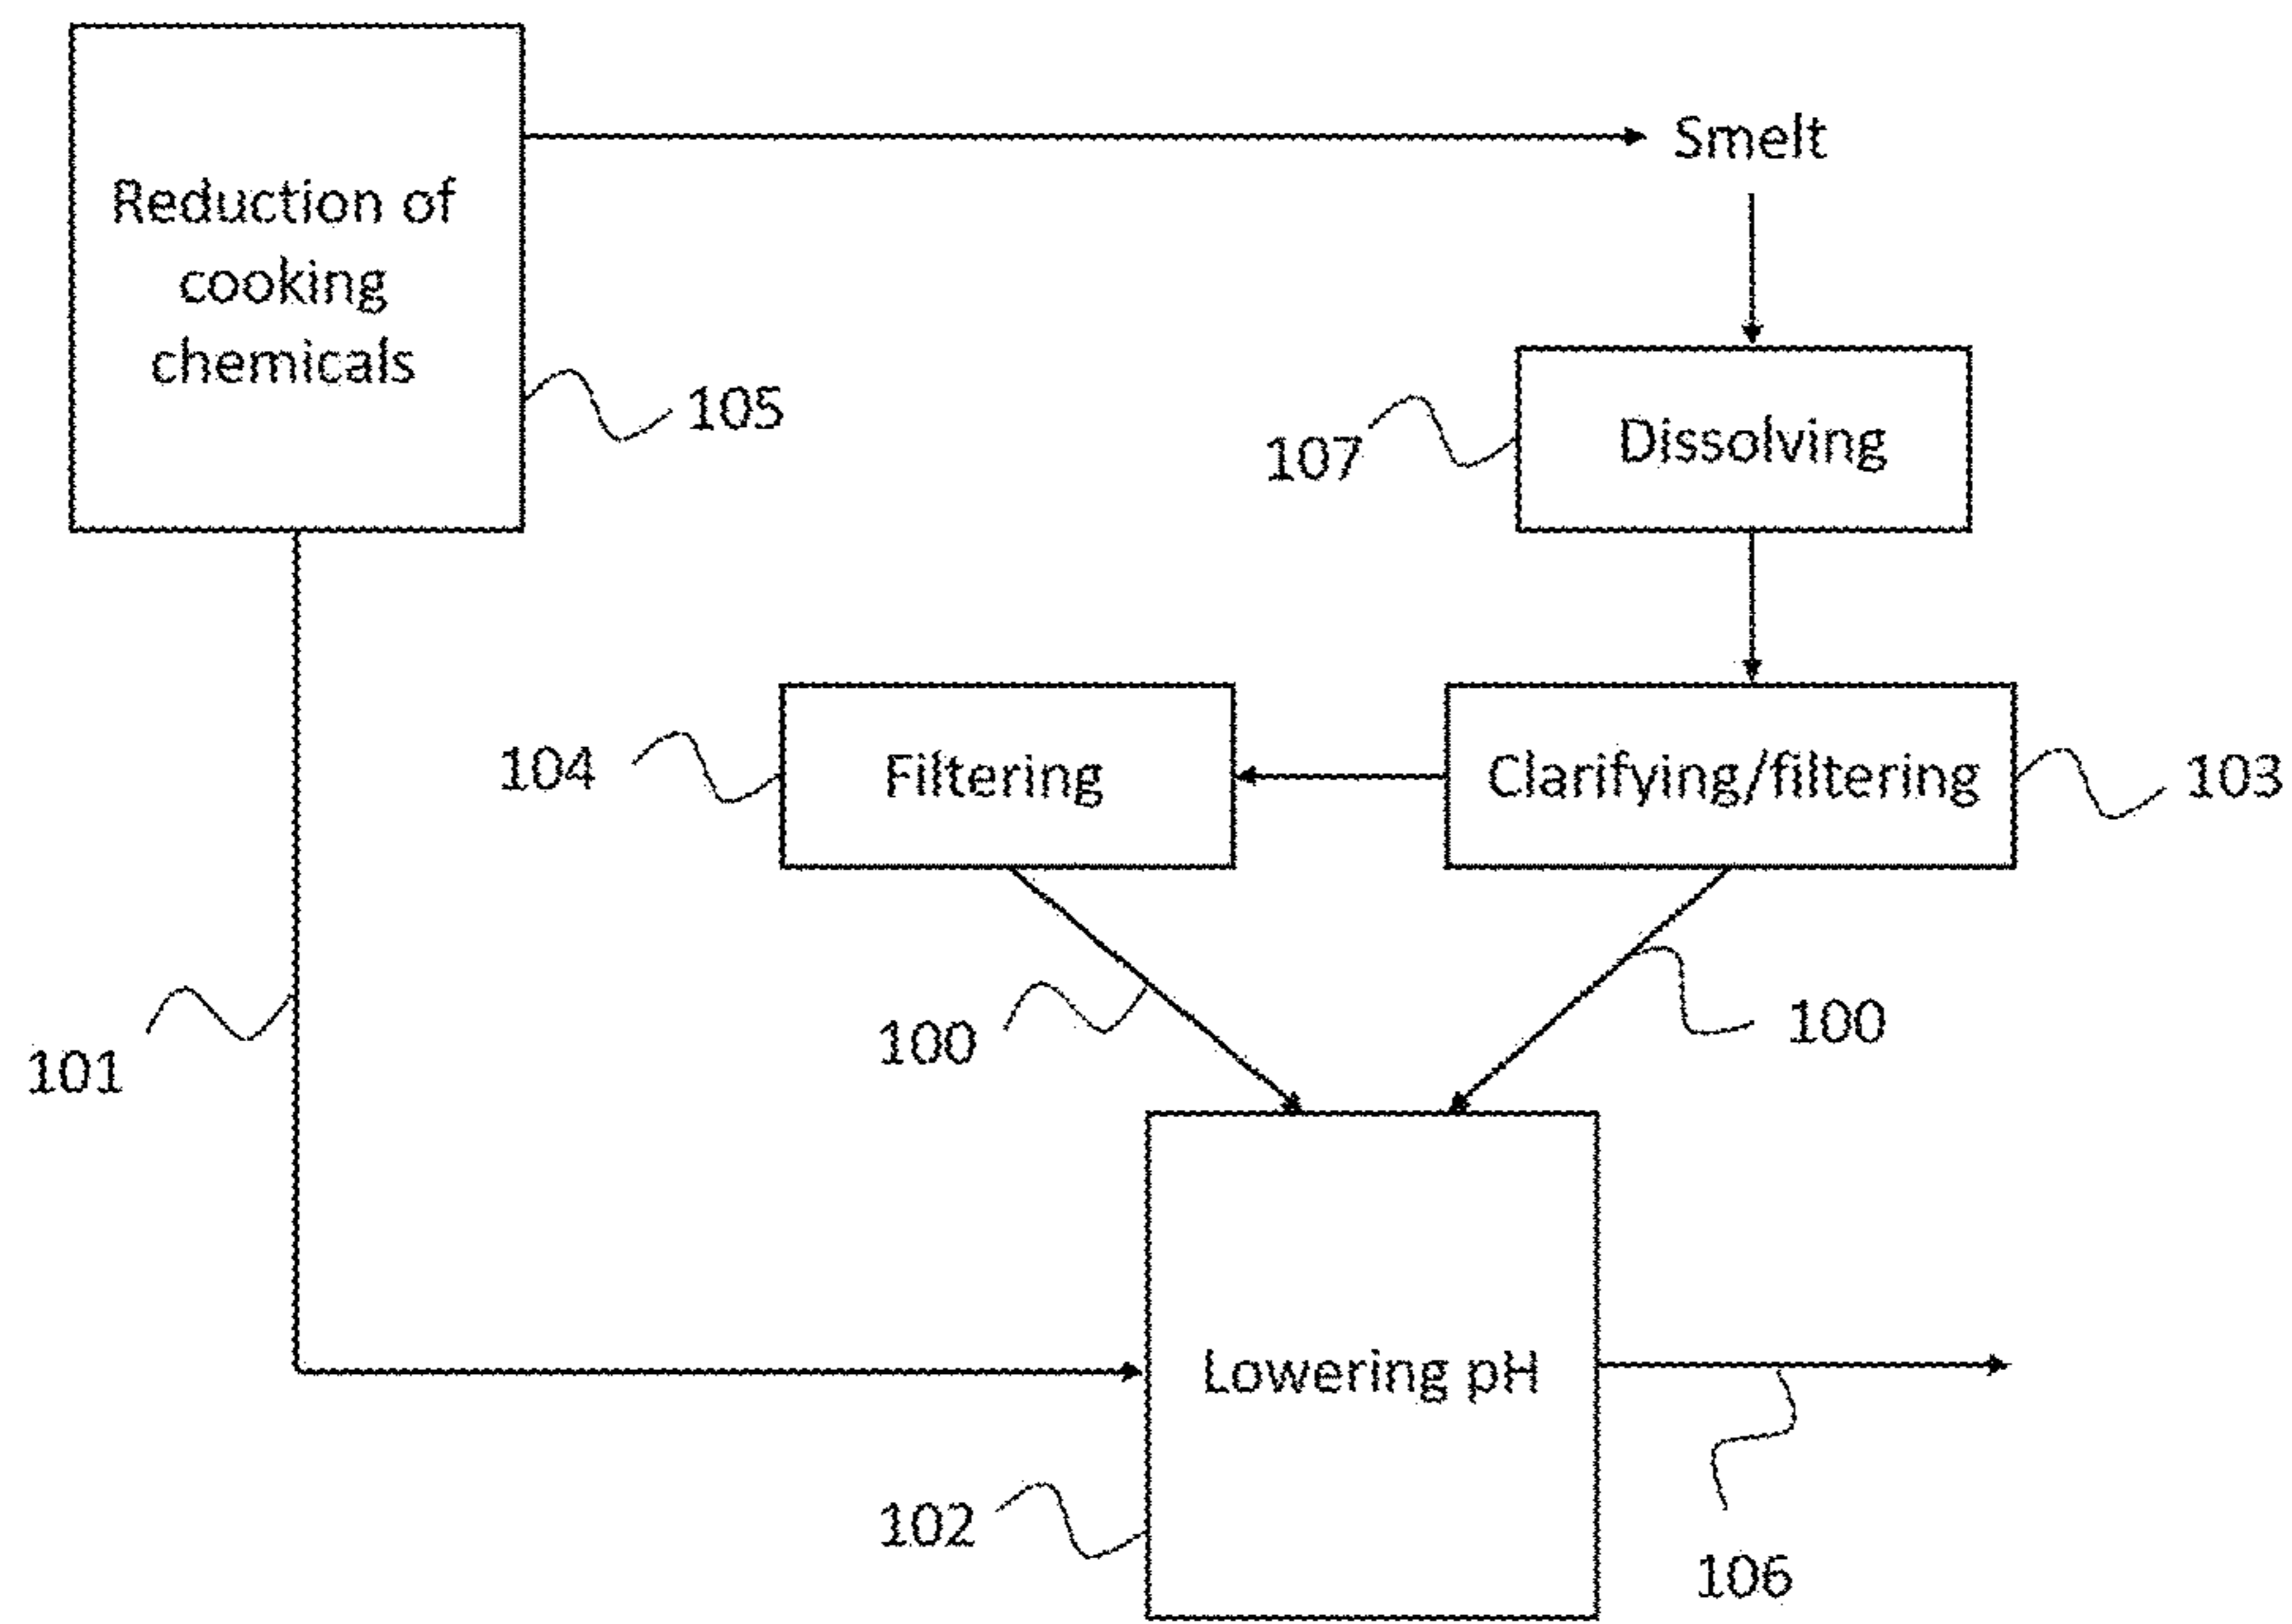 Smelt
Reduction of
cooking
chemicals
105
107
Dissolving
104
Filtering
Clarifying/filtering
103
101
100
100
Lowering pH
102
106